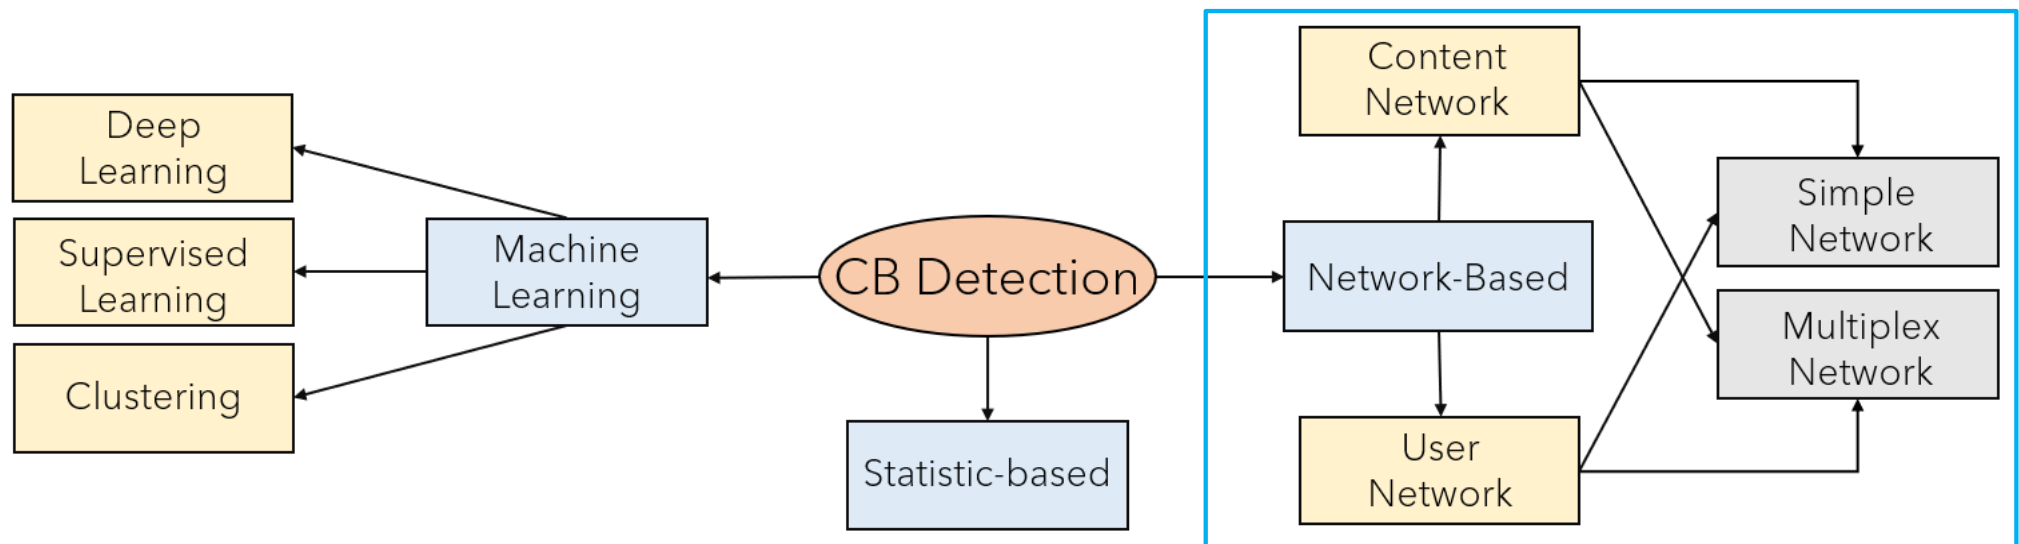 Deep
Learning
Supervised
Learning
Clustering
Machine
Learning
CB Detection
Statistic-based
Content
Network
Network-Based
User
Network
Simple
Network
Multiplex
Network